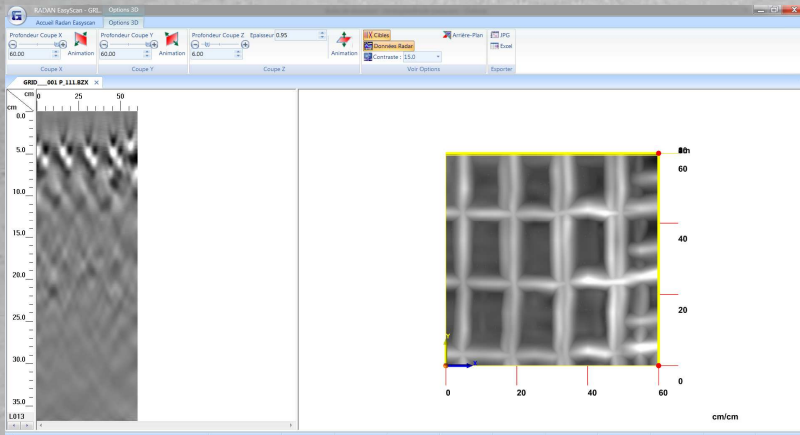 RADAN EasyScan - GRI... Options 3D
Accueil Radan Easyscan Options 3D
Profondeur Coupe X Profondeur Coupe Y Profondeur Coupe Z Epaisseur 0.95 Cibles Arrière-Plan JPG
Données Radar Excel
60.00 Animation 60.00 Animation 6.00 Animation Contraste : 15.0
Coupe X Coupe Y Coupe Z Voir Options Exporter
GRID___001 P_111.BZX ×
cm 0 25 50
cm
0.0
5.0
10.0
15.0
20.0
25.0
30.0
35.0
L013
60
40
20
0
Y
X
0 20 40 60
cm/cm